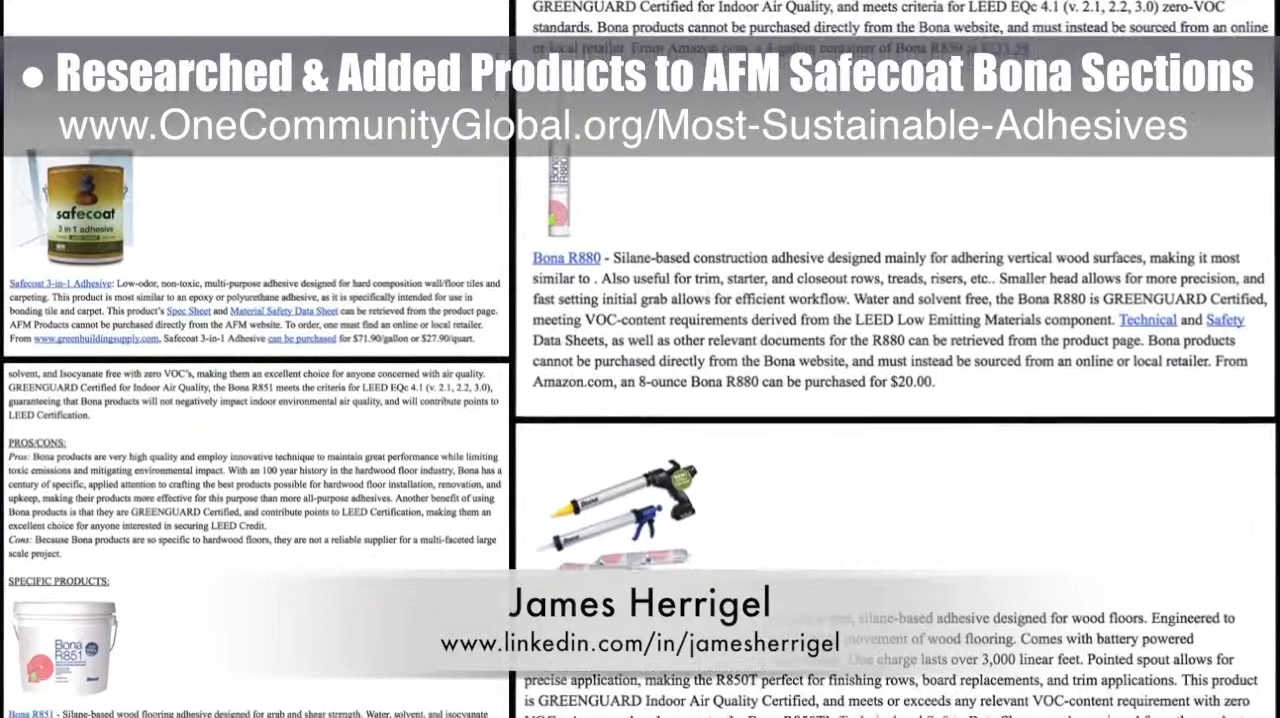 GREENGUARD Certified for Indoor Air Quality, and meets criteria for LEED EQc 4.1 (v. 2.1, 2.2, 3.0) zero-VOC
standards. Bona products cannot be purchased directly from the Bona website, and must instead be sourced from an online
or local retailer. From Amazon.com, a
• Researched & Added Products to AFM Safecoat Bona Sections
www.OneCommunityGlobal.org/Most-Sustainable-Adhesives
safecoat
3 in 1 adhesive
Safecoat 3-in-1 Adhesive: Low-odor, non-toxic, multi-purpose adhesive designed for hard composition wall/floor tiles and
carpeting. This product is most similar to an epoxy or polyurethane adhesive, as it is specifically intended for use in
bonding tile and carpet. This product's Spec Sheet and Material Safety Data Sheet can be retrieved from the product page.
AFM Products cannot be purchased directly from the AFM website. To order, one must find an online or local retailer.
From www.greenbuildingsupply.com, Safecoat 3-in-1 Adhesive can be purchased for $71.90/gallon or $27.90/quart.
solvent, and Isocyanate free with zero VOC's, making them an excellent choice for anyone concerned with air quality.
GREENGUARD Certified for Indoor Air Quality, the Bona R851 meets the criteria for LEED EQc 4.1 (v. 2.1, 2.2, 3.0),
guaranteeing that Bona products will not negatively impact indoor environmental air quality, and will contribute points to
LEED Certification.
PROS/CONS:
Pros: Bona products are very high quality and employ innovative technique to maintain great performance while limiting
toxic emissions and mitigating environmental impact. With an 100 year history in the hardwood floor industry, Bona has a
century of specific, applied attention to crafting the best products possible for hardwood floor installation, renovation, and
upkeep, making their products more effective for this purpose than more all-purpose adhesives. Another benefit of using
Bona products is that they are GREENGUARD Certified, and contribute points to LEED Certification, making them an
excellent choice for anyone interested in securing LEED Credit.
Cons: Because Bona products are so specific to hardwood floors, they are not a reliable supplier for a multi-faceted large
scale project.
SPECIFIC PRODUCTS:
Bona
R851
Bona
Bona R851 - Silane-based wood flooring adhesive designed for grab and shear strength. Water, solvent, and isocyanate
Bona
R880
Bona R880 - Silane-based construction adhesive designed mainly for adhering vertical wood surfaces, making it most
similar to . Also useful for trim, starter, and closeout rows, treads, risers, etc.. Smaller head allows for more precision, and
fast setting initial grab allows for efficient workflow. Water and solvent free, the Bona R880 is GREENGUARD Certified,
meeting VOC-content requirements derived from the LEED Low Emitting Materials component. Technical and Safety
Data Sheets, as well as other relevant documents for the R880 can be retrieved from the product page. Bona products
cannot be purchased directly from the Bona website, and must instead be sourced from an online or local retailer. From
Amazon.com, an 8-ounce Bona R880 can be purchased for $20.00.
Bona
James Herrigel
www.linkedin.com/in/jamesherrigel
silane-based adhesive designed for wood floors. Engineered to
movement of wood flooring. Comes with battery powered
One charge lasts over 3,000 linear feet. Pointed spout allows for
precise application, making the R850T perfect for finishing rows, board replacements, and trim applications. This product
is GREENGUARD Indoor Air Quality Certified, and meets or exceeds any relevant VOC-content requirement with zero